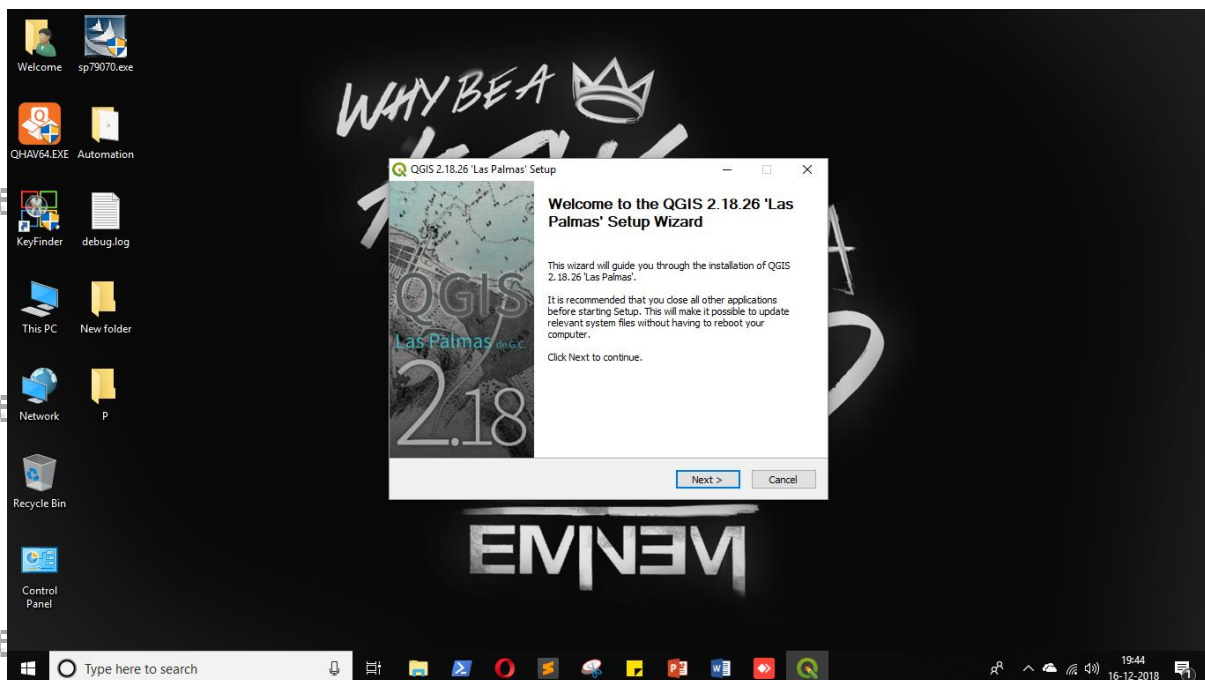 Welcome
sp79070.exe
QHAV64.EXE
Automation
KeyFinder
debug.log
This PC
New folder
Network
P
Recycle Bin
Control
Panel
WHY BE A
EMINEM
QGIS 2.18.26 'Las Palmas' Setup
QGIS
Las Palmas de G.C.
2.18
Welcome to the QGIS 2.18.26 'Las
Palmas' Setup Wizard
This wizard will guide you through the installation of QGIS
2.18.26 'Las Palmas'.
It is recommended that you close all other applications
before starting Setup. This will make it possible to update
relevant system files without having to reboot your
computer.
Click Next to continue.
Next >
Cancel
Type here to search
19:44
16-12-2018
1